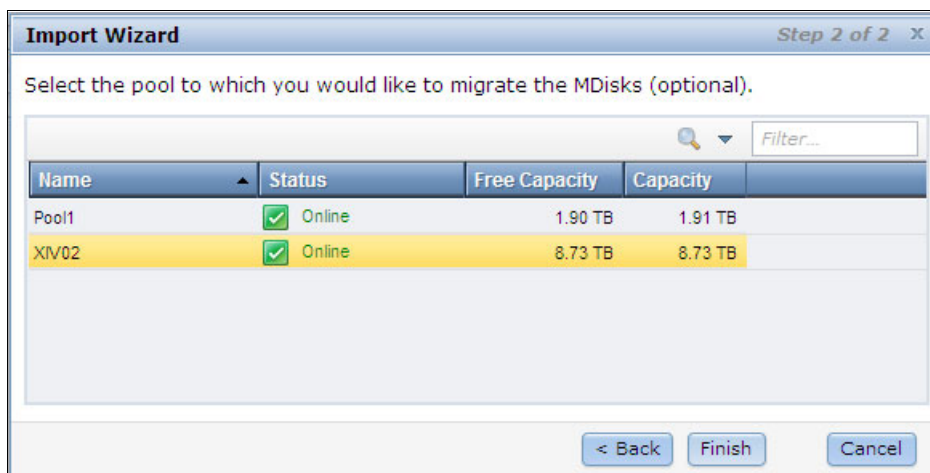 Import Wizard Step 2 of 2 X
Select the pool to which you would like to migrate the MDisks (optional).
Filter...
Name Status Free Capacity Capacity
Pool1 Online 1.90 TB 1.91 TB
XIV02 Online 8.73 TB 8.73 TB
< Back Finish Cancel